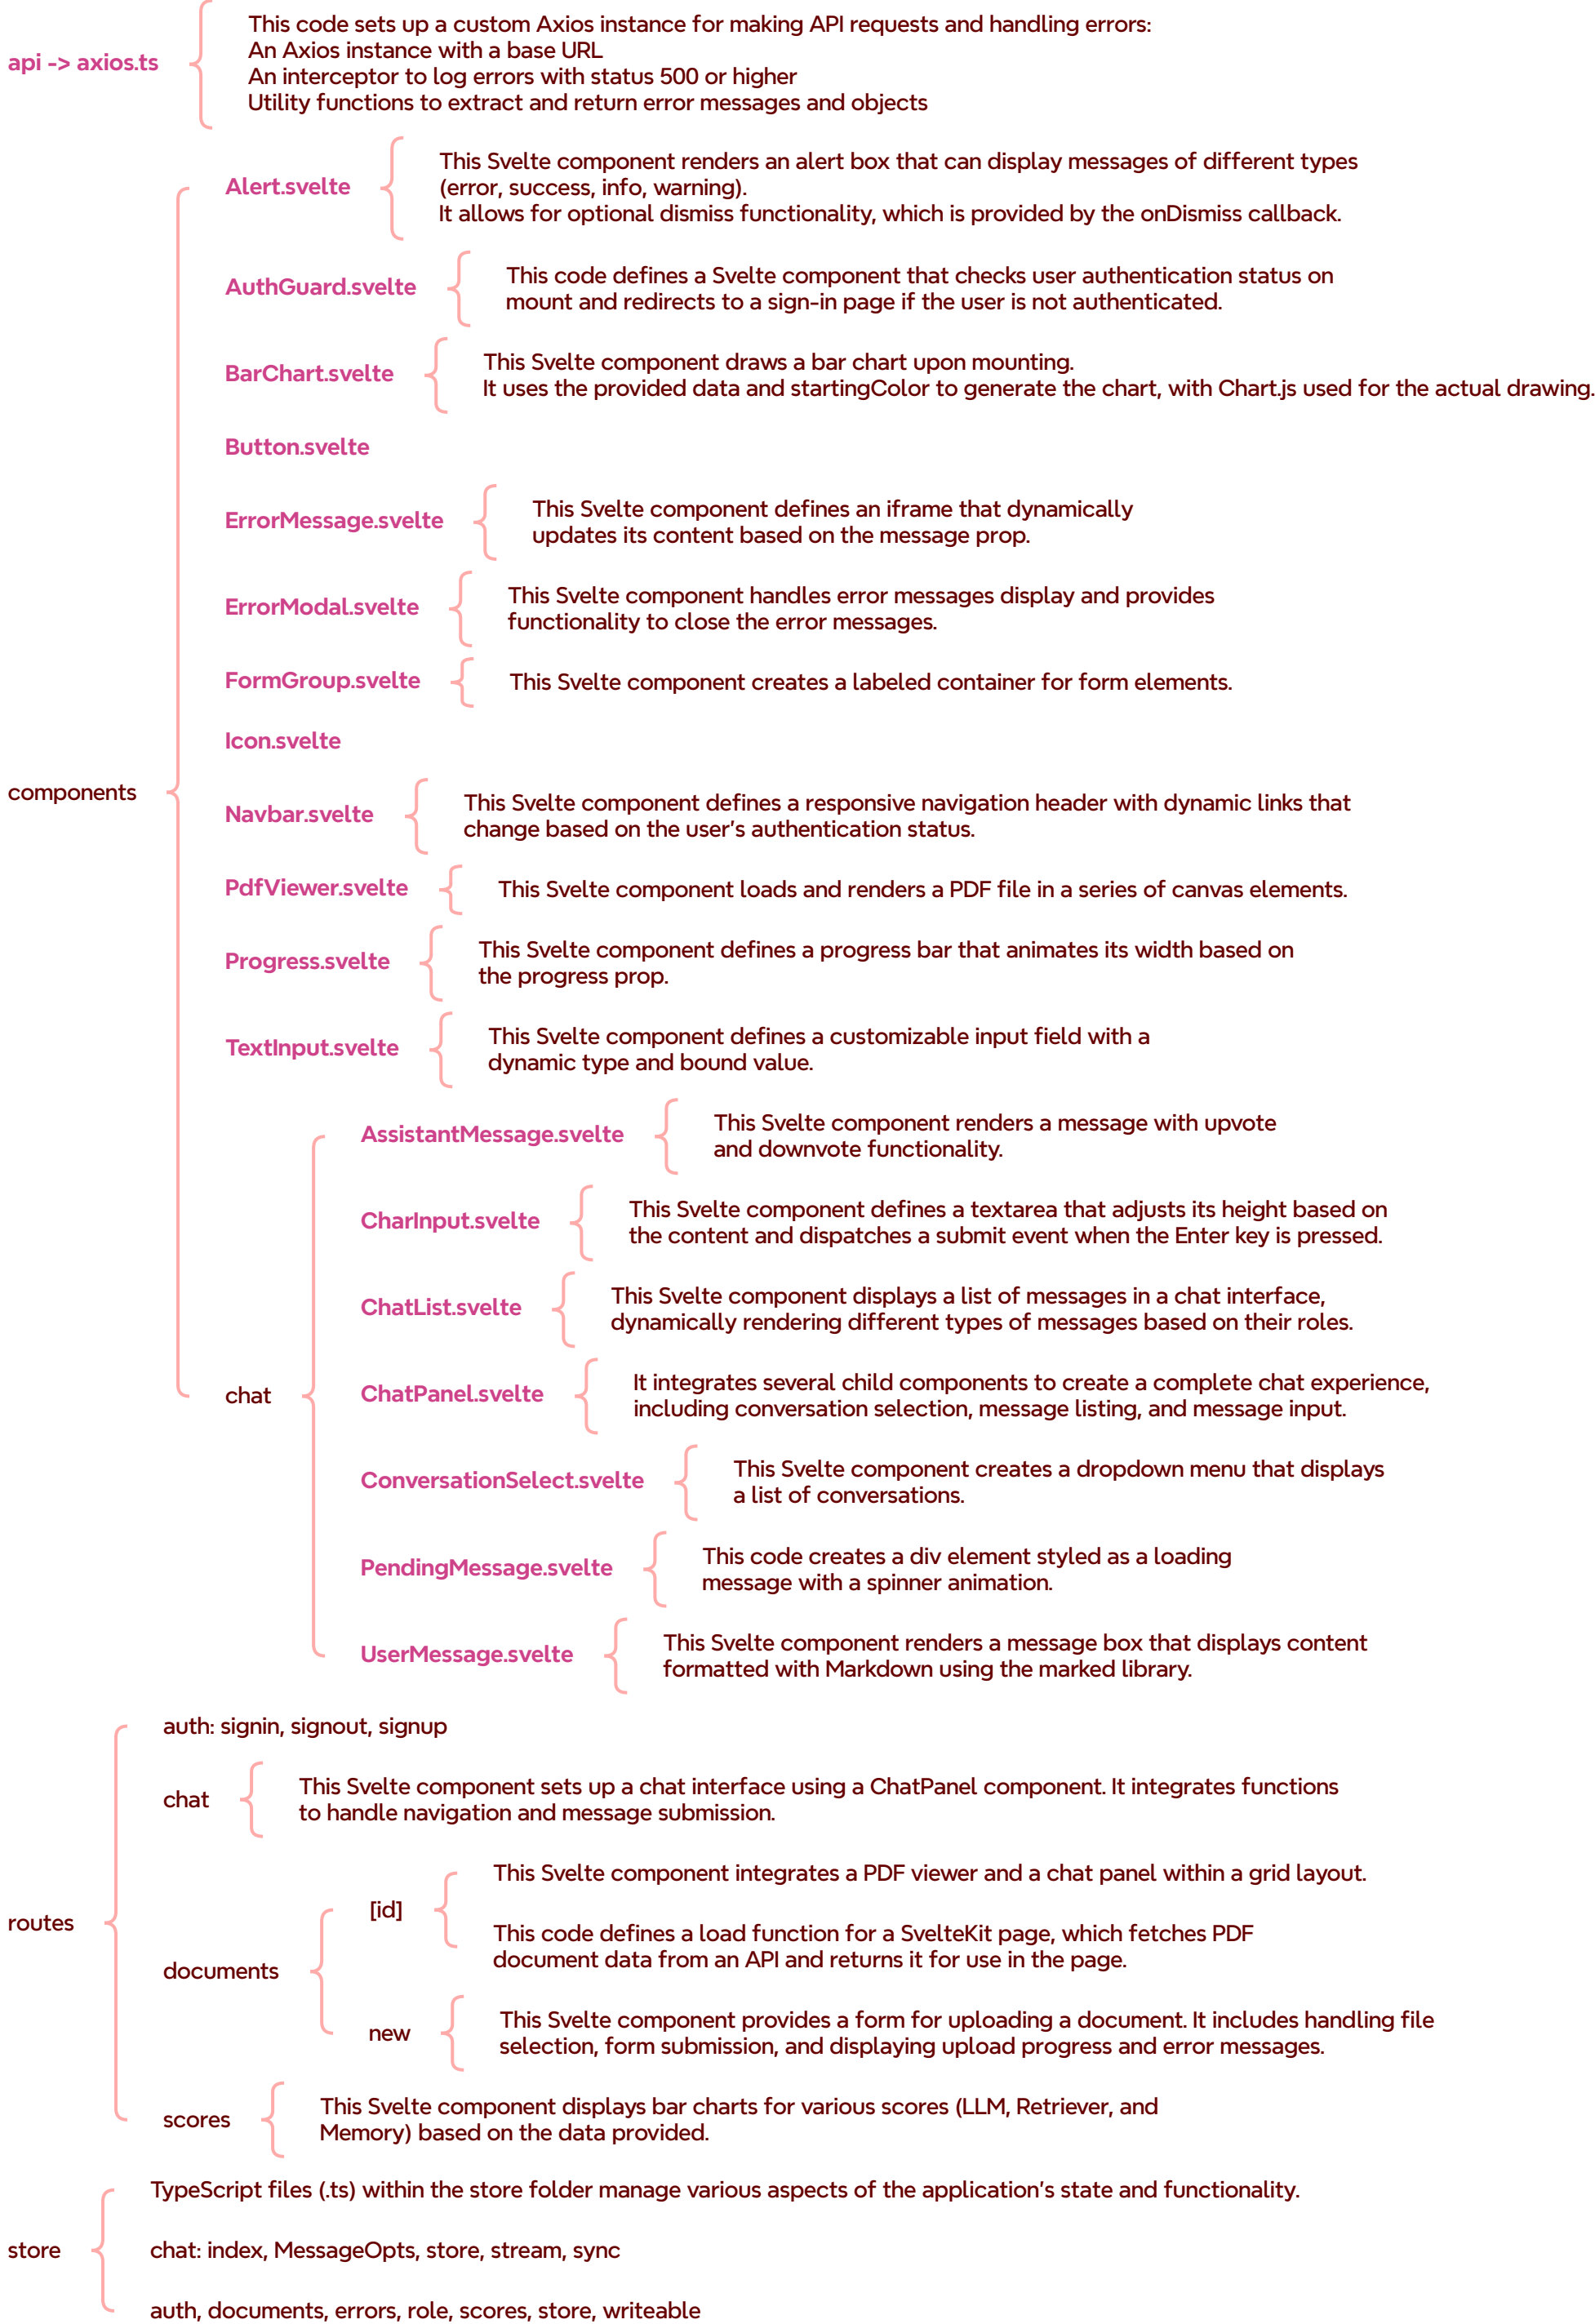 api -> axios.ts
This code sets up a custom Axios instance for making API requests and handling errors:
An Axios instance with a base URL
An interceptor to log errors with status 500 or higher
Utility functions to extract and return error messages and objects
components
Alert.svelte
This Svelte component renders an alert box that can display messages of different types
(error, success, info, warning).
It allows for optional dismiss functionality, which is provided by the onDismiss callback.
AuthGuard.svelte
This code defines a Svelte component that checks user authentication status on
mount and redirects to a sign-in page if the user is not authenticated.
BarChart.svelte
This Svelte component draws a bar chart upon mounting.
It uses the provided data and startingColor to generate the chart, with Chart.js used for the actual drawing.
Button.svelte
ErrorMessage.svelte
This Svelte component defines an iframe that dynamically
updates its content based on the message prop.
ErrorModal.svelte
This Svelte component handles error messages display and provides
functionality to close the error messages.
FormGroup.svelte
This Svelte component creates a labeled container for form elements.
Icon.svelte
Navbar.svelte
This Svelte component defines a responsive navigation header with dynamic links that
change based on the user's authentication status.
PdfViewer.svelte
This Svelte component loads and renders a PDF file in a series of canvas elements.
Progress.svelte
This Svelte component defines a progress bar that animates its width based on
the progress prop.
TextInput.svelte
This Svelte component defines a customizable input field with a
dynamic type and bound value.
chat
AssistantMessage.svelte
This Svelte component renders a message with upvote
and downvote functionality.
CharInput.svelte
This Svelte component defines a textarea that adjusts its height based on
the content and dispatches a submit event when the Enter key is pressed.
ChatList.svelte
This Svelte component displays a list of messages in a chat interface,
dynamically rendering different types of messages based on their roles.
ChatPanel.svelte
It integrates several child components to create a complete chat experience,
including conversation selection, message listing, and message input.
ConversationSelect.svelte
This Svelte component creates a dropdown menu that displays
a list of conversations.
PendingMessage.svelte
This code creates a div element styled as a loading
message with a spinner animation.
UserMessage.svelte
This Svelte component renders a message box that displays content
formatted with Markdown using the marked library.
routes
auth: signin, signout, signup
chat
This Svelte component sets up a chat interface using a ChatPanel component. It integrates functions
to handle navigation and message submission.
documents
[id]
This Svelte component integrates a PDF viewer and a chat panel within a grid layout.
This code defines a load function for a SvelteKit page, which fetches PDF
document data from an API and returns it for use in the page.
new
This Svelte component provides a form for uploading a document. It includes handling file
selection, form submission, and displaying upload progress and error messages.
scores
This Svelte component displays bar charts for various scores (LLM, Retriever, and
Memory) based on the data provided.
store
TypeScript files (.ts) within the store folder manage various aspects of the application's state and functionality.
chat: index, MessageOpts, store, stream, sync
auth, documents, errors, role, scores, store, writeable